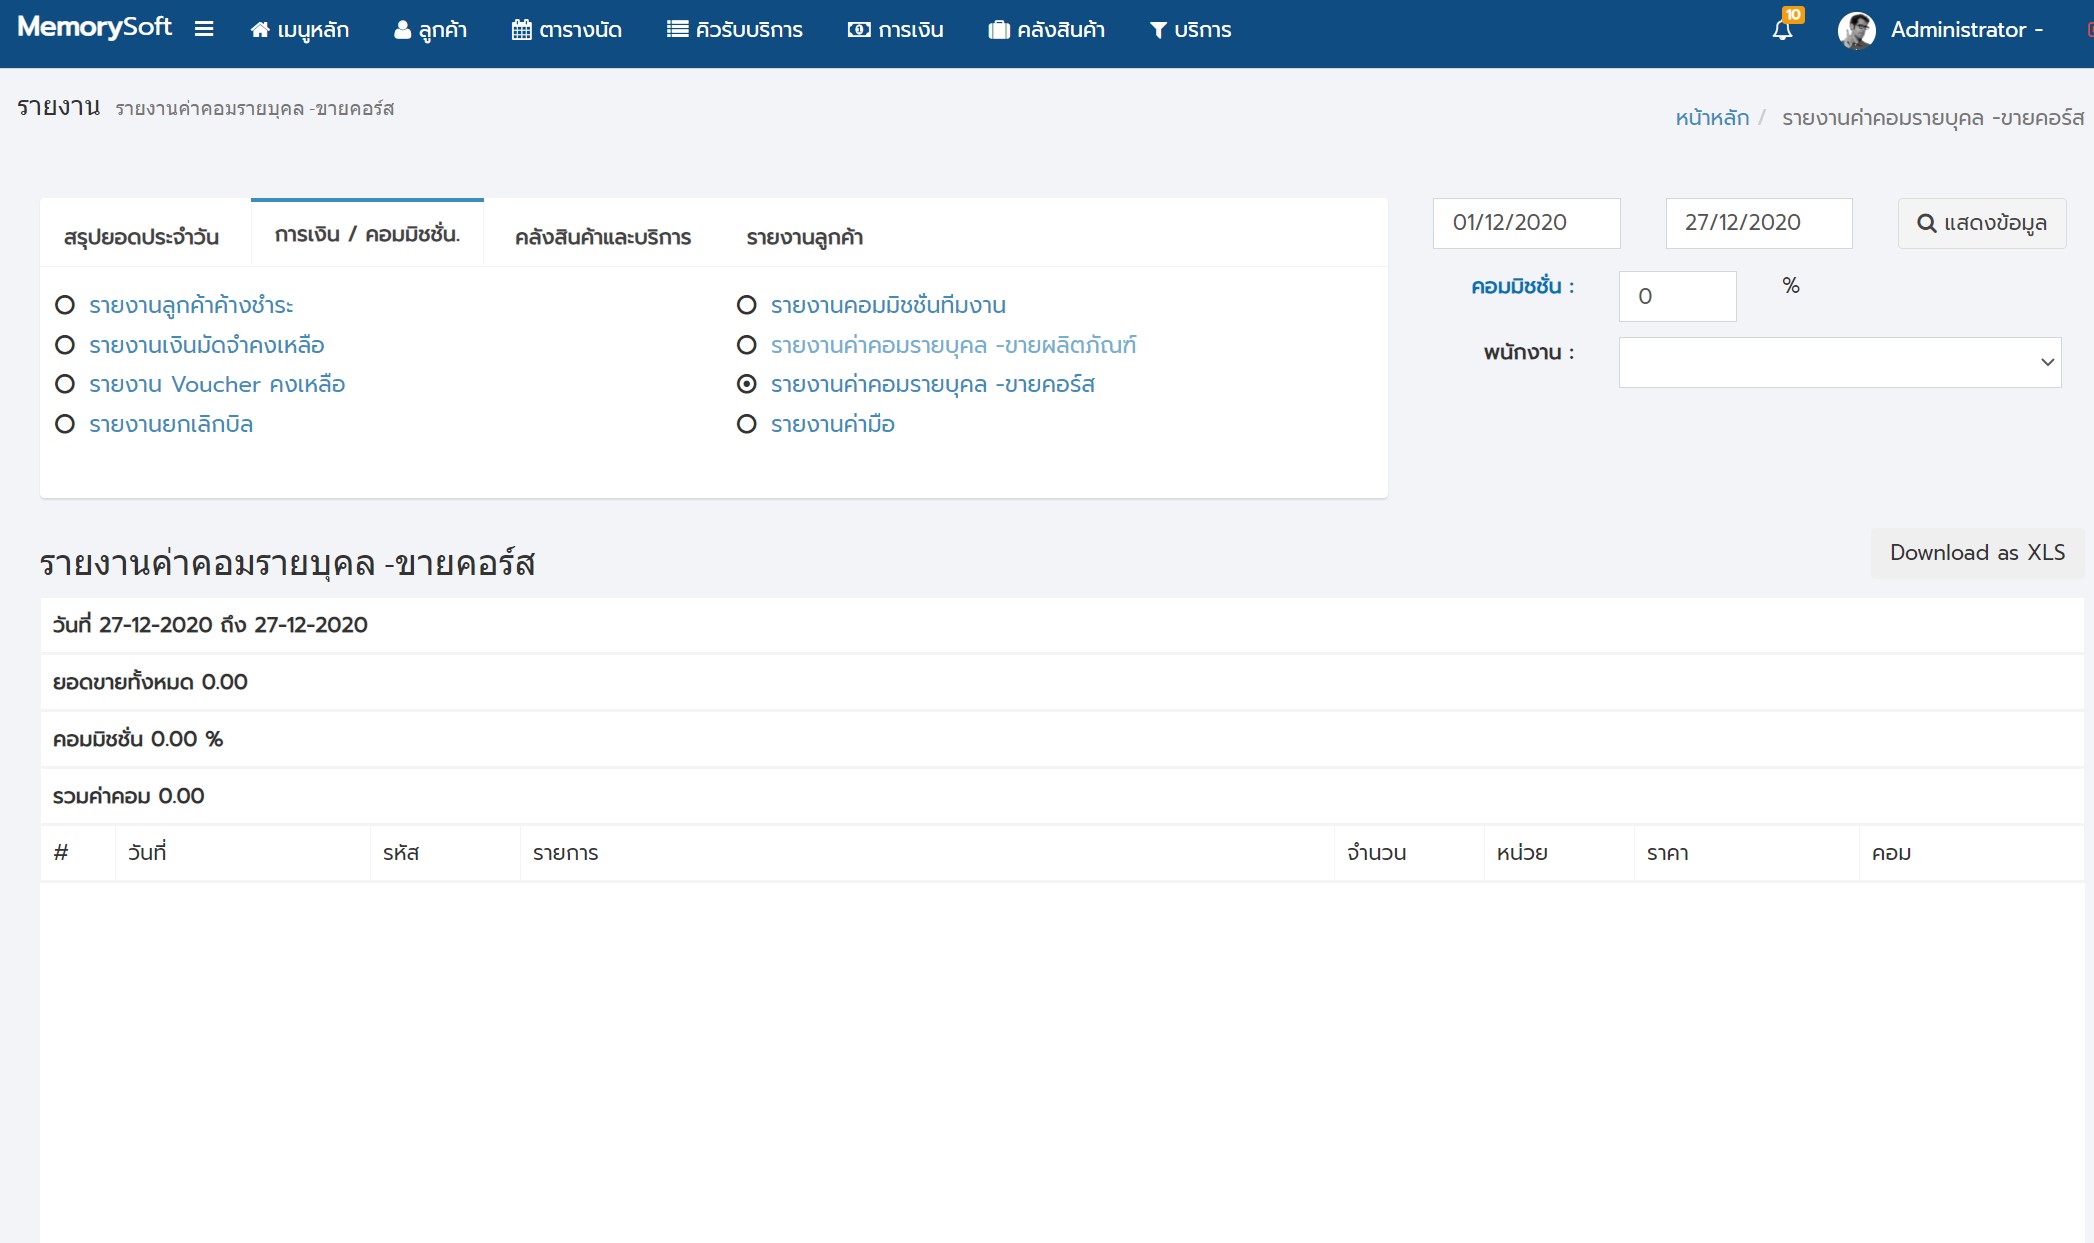 MemorySoft เมนูหลัก ลูกค้า ตารางนัด คิวรับบริการ การเงิน คลังสินค้า บริการ 10 Administrator -
รายงาน รายงานค่าคอมรายบุคล -ขายคอร์ส
หน้าหลัก / รายงานค่าคอมรายบุคล -ขายคอร์ส
สรุปยอดประจำวัน การเงิน / คอมมิชชั่น. คลังสินค้าและบริการ รายงานลูกค้า
01/12/2020 27/12/2020 แสดงข้อมูล
คอมมิชชั่น : 0 %
พนักงาน :
รายงานลูกค้าค้างชำระ
รายงานเงินมัดจำคงเหลือ
รายงาน Voucher คงเหลือ
รายงานยกเลิกบิล
รายงานคอมมิชชั่นทีมงาน
รายงานค่าคอมรายบุคล -ขายผลิตภัณฑ์
รายงานค่าคอมรายบุคล -ขายคอร์ส
รายงานค่ามือ
รายงานค่าคอมรายบุคล -ขายคอร์ส
Download as XLS
วันที่ 27-12-2020 ถึง 27-12-2020
ยอดขายทั้งหมด 0.00
คอมมิชชั่น 0.00 %
รวมค่าคอม 0.00
# วันที่ รหัส รายการ จำนวน หน่วย ราคา คอม